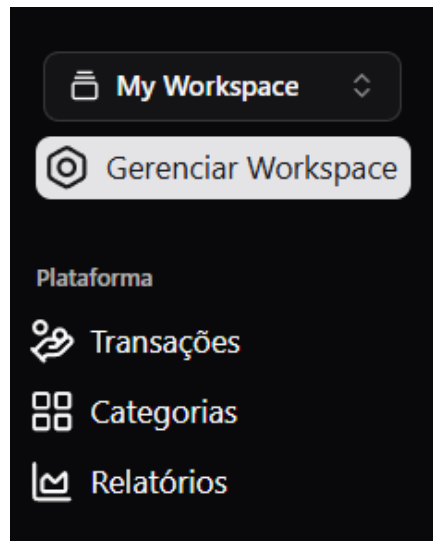 My Workspace
Gerenciar Workspace
Plataforma
Transações
Categorias
Relatórios